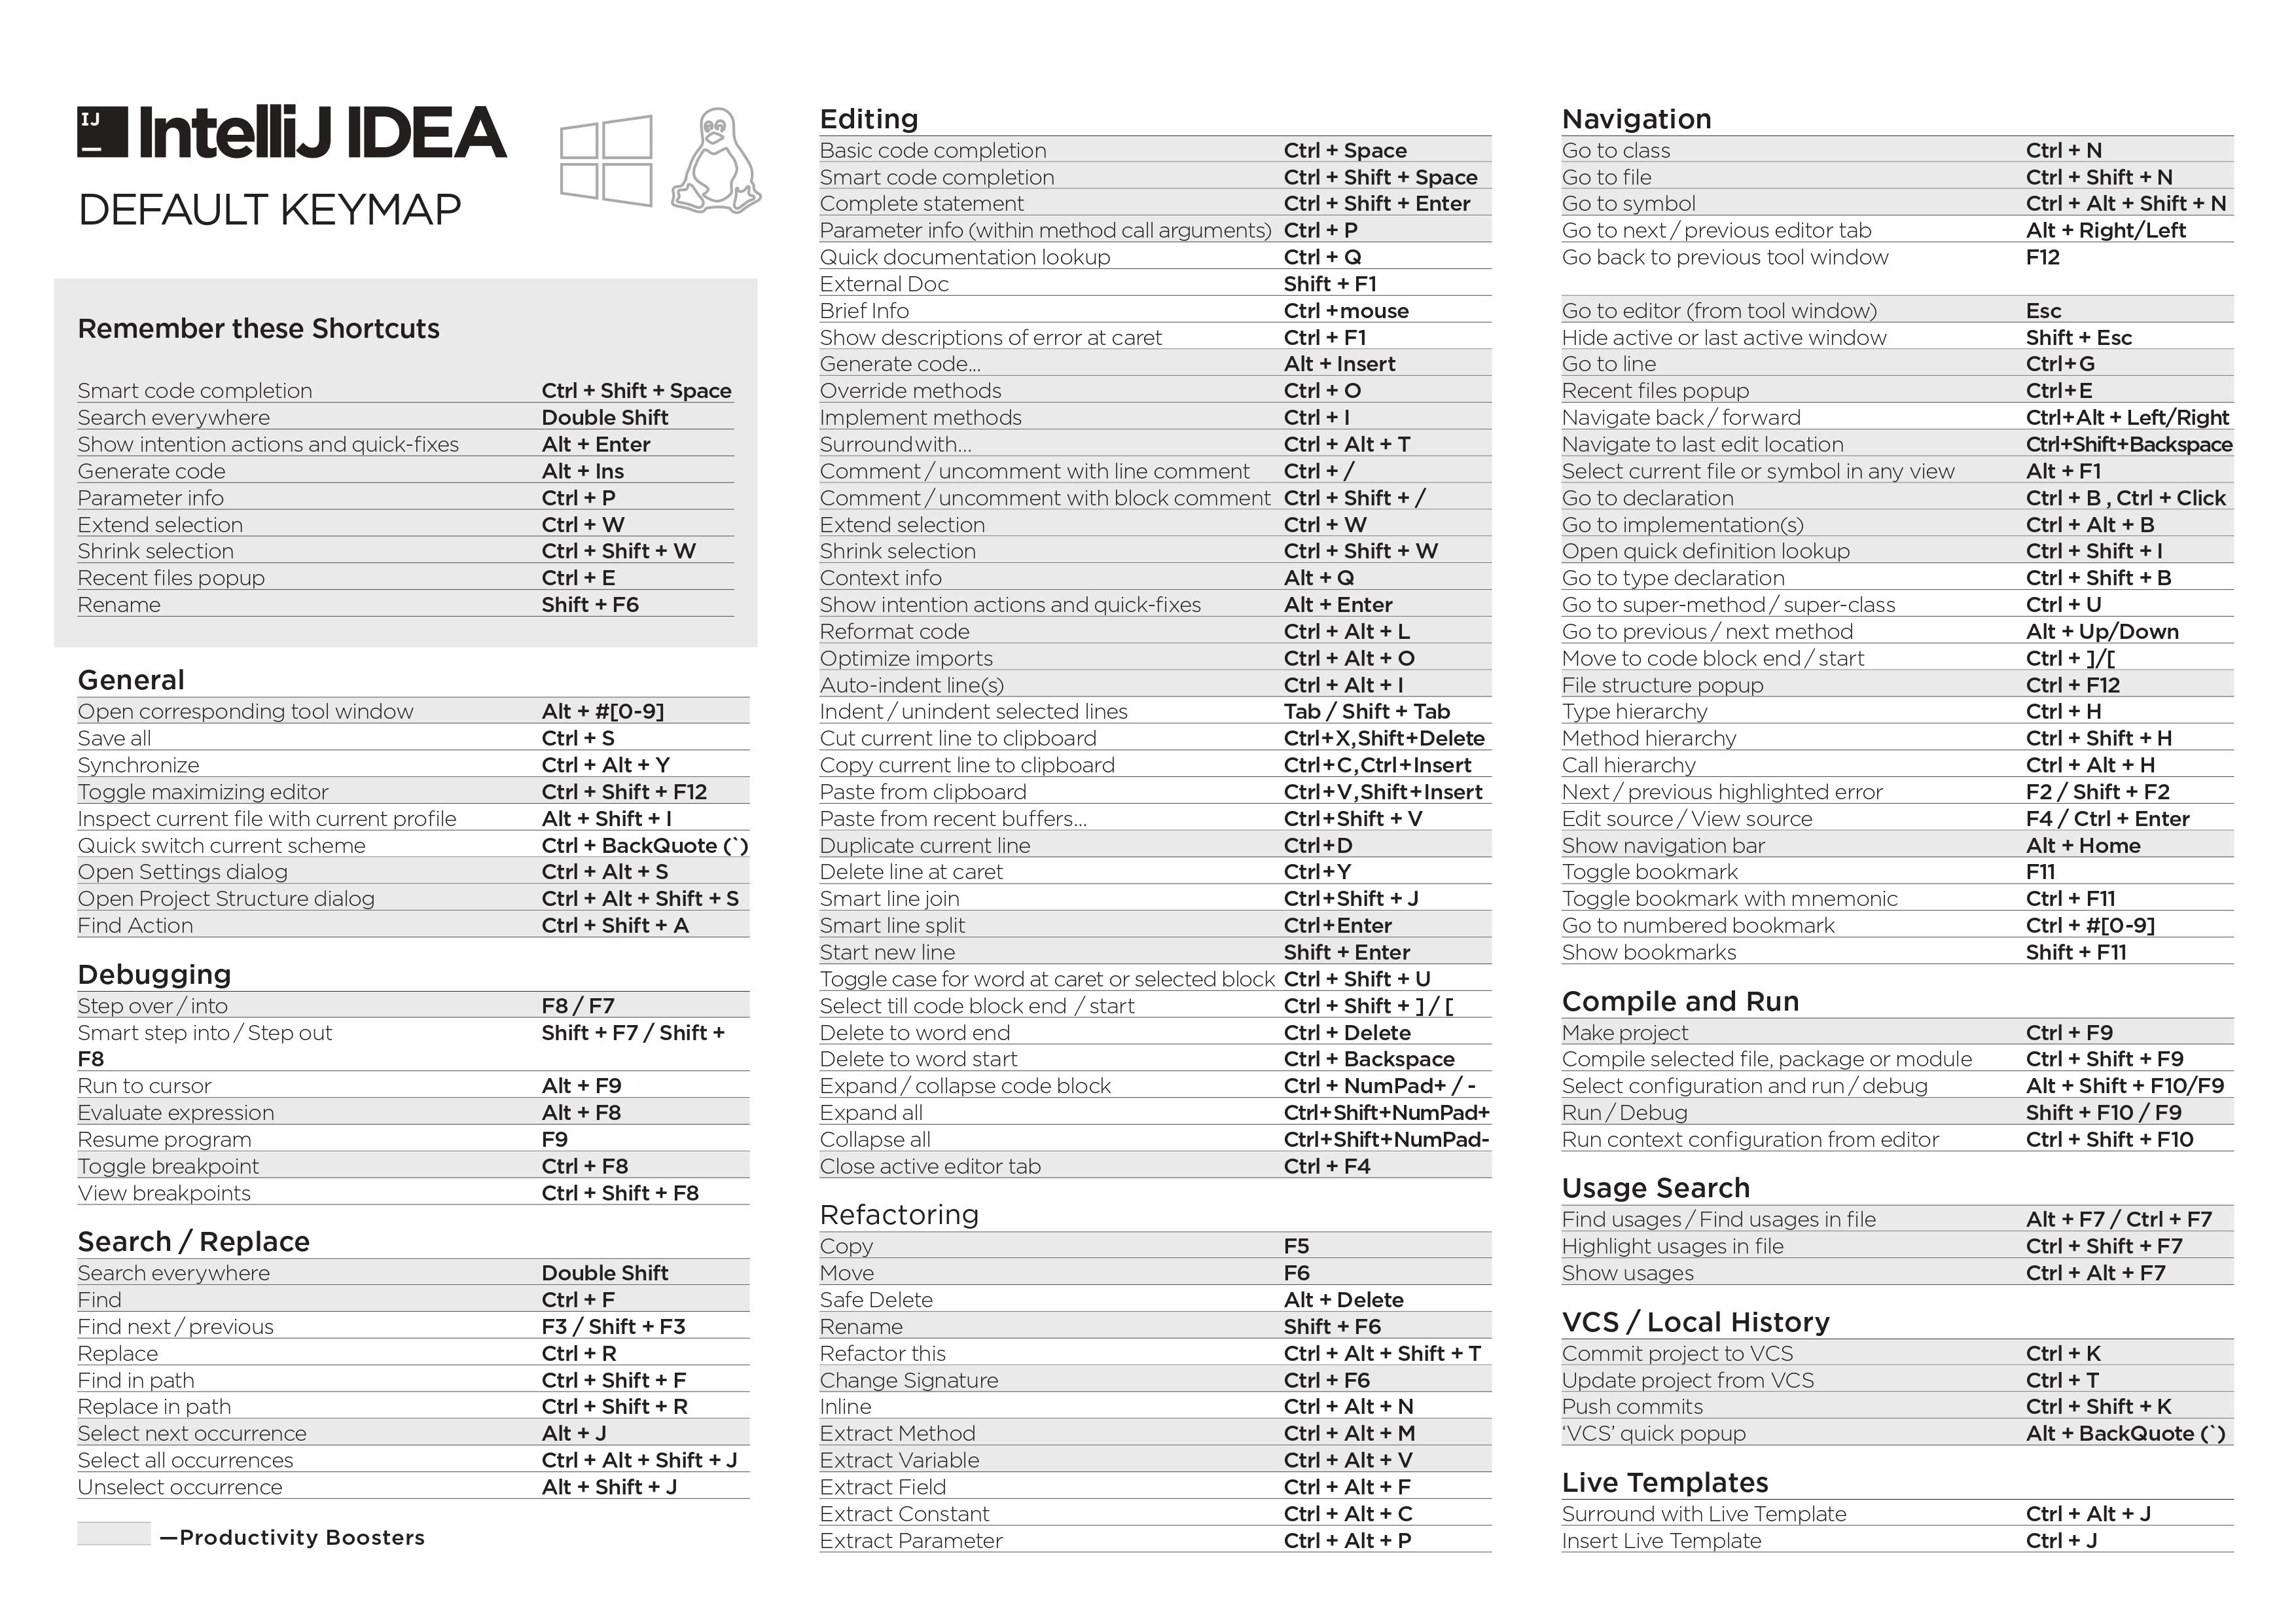 IJ
IntelliJ IDEA
DEFAULT KEYMAP
Remember these Shortcuts
Smart code completion Ctrl + Shift + Space
Search everywhere Double Shift
Show intention actions and quick-fixes Alt + Enter
Generate code Alt + Ins
Parameter info Ctrl + P
Extend selection Ctrl + W
Shrink selection Ctrl + Shift + W
Recent files popup Ctrl + E
Rename Shift + F6
General
Open corresponding tool window Alt + #[0-9]
Save all Ctrl + S
Synchronize Ctrl + Alt + Y
Toggle maximizing editor Ctrl + Shift + F12
Inspect current file with current profile Alt + Shift + I
Quick switch current scheme Ctrl + BackQuote (`)
Open Settings dialog Ctrl + Alt + S
Open Project Structure dialog Ctrl + Alt + Shift + S
Find Action Ctrl + Shift + A
Debugging
Step over / into F8 / F7
Smart step into / Step out Shift + F7 / Shift +
F8
Run to cursor Alt + F9
Evaluate expression Alt + F8
Resume program F9
Toggle breakpoint Ctrl + F8
View breakpoints Ctrl + Shift + F8
Search / Replace
Search everywhere Double Shift
Find Ctrl + F
Find next / previous F3 / Shift + F3
Replace Ctrl + R
Find in path Ctrl + Shift + F
Replace in path Ctrl + Shift + R
Select next occurrence Alt + J
Select all occurrences Ctrl + Alt + Shift + J
Unselect occurrence Alt + Shift + J
—Productivity Boosters
Editing
Basic code completion Ctrl + Space
Smart code completion Ctrl + Shift + Space
Complete statement Ctrl + Shift + Enter
Parameter info (within method call arguments) Ctrl + P
Quick documentation lookup Ctrl + Q
External Doc Shift + F1
Brief Info Ctrl +mouse
Show descriptions of error at caret Ctrl + F1
Generate code... Alt + Insert
Override methods Ctrl + O
Implement methods Ctrl + I
Surround with... Ctrl + Alt + T
Comment / uncomment with line comment Ctrl + /
Comment / uncomment with block comment Ctrl + Shift + /
Extend selection Ctrl + W
Shrink selection Ctrl + Shift + W
Context info Alt + Q
Show intention actions and quick-fixes Alt + Enter
Reformat code Ctrl + Alt + L
Optimize imports Ctrl + Alt + O
Auto-indent line(s) Ctrl + Alt + I
Indent / unindent selected lines Tab / Shift + Tab
Cut current line to clipboard Ctrl+X,Shift+Delete
Copy current line to clipboard Ctrl+C,Ctrl+Insert
Paste from clipboard Ctrl+V,Shift+Insert
Paste from recent buffers... Ctrl+Shift + V
Duplicate current line Ctrl+D
Delete line at caret Ctrl+Y
Smart line join Ctrl+Shift + J
Smart line split Ctrl+Enter
Start new line Shift + Enter
Toggle case for word at caret or selected block Ctrl + Shift + U
Select till code block end / start Ctrl + Shift + ] / [
Delete to word end Ctrl + Delete
Delete to word start Ctrl + Backspace
Expand / collapse code block Ctrl + NumPad+ / -
Expand all Ctrl+Shift+NumPad+
Collapse all Ctrl+Shift+NumPad-
Close active editor tab Ctrl + F4
Refactoring
Copy F5
Move F6
Safe Delete Alt + Delete
Rename Shift + F6
Refactor this Ctrl + Alt + Shift + T
Change Signature Ctrl + F6
Inline Ctrl + Alt + N
Extract Method Ctrl + Alt + M
Extract Variable Ctrl + Alt + V
Extract Field Ctrl + Alt + F
Extract Constant Ctrl + Alt + C
Extract Parameter Ctrl + Alt + P
Navigation
Go to class Ctrl + N
Go to file Ctrl + Shift + N
Go to symbol Ctrl + Alt + Shift + N
Go to next / previous editor tab Alt + Right/Left
Go back to previous tool window F12
Go to editor (from tool window) Esc
Hide active or last active window Shift + Esc
Go to line Ctrl+G
Recent files popup Ctrl+E
Navigate back / forward Ctrl+Alt + Left/Right
Navigate to last edit location Ctrl+Shift+Backspace
Select current file or symbol in any view Alt + F1
Go to declaration Ctrl + B , Ctrl + Click
Go to implementation(s) Ctrl + Alt + B
Open quick definition lookup Ctrl + Shift + I
Go to type declaration Ctrl + Shift + B
Go to super-method / super-class Ctrl + U
Go to previous / next method Alt + Up/Down
Move to code block end / start Ctrl + ]/[
File structure popup Ctrl + F12
Type hierarchy Ctrl + H
Method hierarchy Ctrl + Shift + H
Call hierarchy Ctrl + Alt + H
Next / previous highlighted error F2 / Shift + F2
Edit source / View source F4 / Ctrl + Enter
Show navigation bar Alt + Home
Toggle bookmark F11
Toggle bookmark with mnemonic Ctrl + F11
Go to numbered bookmark Ctrl + #[0-9]
Show bookmarks Shift + F11
Compile and Run
Make project Ctrl + F9
Compile selected file, package or module Ctrl + Shift + F9
Select configuration and run / debug Alt + Shift + F10/F9
Run / Debug Shift + F10 / F9
Run context configuration from editor Ctrl + Shift + F10
Usage Search
Find usages / Find usages in file Alt + F7 / Ctrl + F7
Highlight usages in file Ctrl + Shift + F7
Show usages Ctrl + Alt + F7
VCS / Local History
Commit project to VCS Ctrl + K
Update project from VCS Ctrl + T
Push commits Ctrl + Shift + K
‘VCS’ quick popup Alt + BackQuote (`)
Live Templates
Surround with Live Template Ctrl + Alt + J
Insert Live Template Ctrl + J